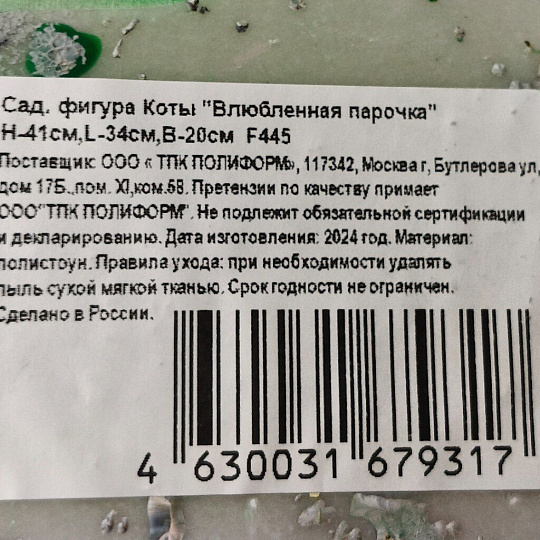 Сад. фигура Коты "Влюбленная парочка"
H-41см,L-34см,B-20см F445
Поставщик: ООО « ТПК ПОЛИФОРМ», 117342, Москва г, Бутлерова ул,
дом 17Б.,пом. XI,ком.58. Претензии по качеству примает
ООО"ТПК ПОЛИФОРМ". Не подлежит обязательной сертификации
и декларированию. Дата изготовления: 2024 год. Материал:
полистоун. Правила ухода: при необходимости удалять
пыль сухой мягкой тканью. Срок годности не ограничен.
Сделано в России.
4 630031 679317